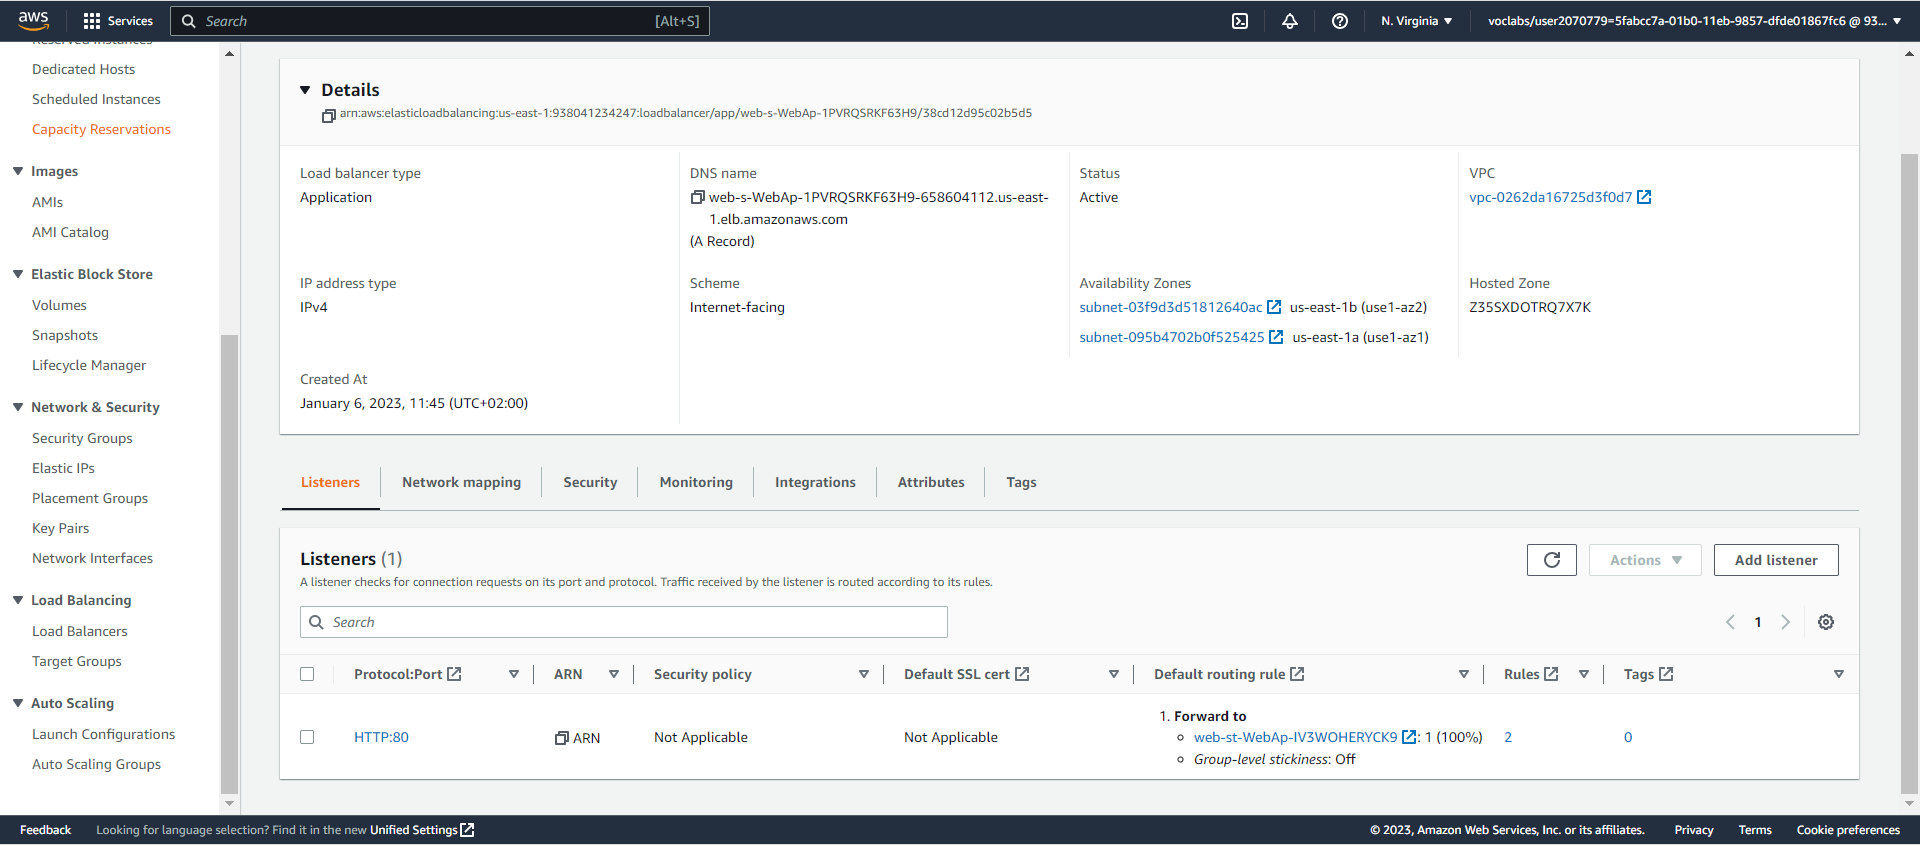 aws
Services
Search
[Alt+S]
N. Virginia
voclabs/user2070779=5fabcc7a-01b0-11eb-9857-dfde01867fc6 @ 93...
Reserved Instances
Dedicated Hosts
Scheduled Instances
Capacity Reservations
Images
AMIs
AMI Catalog
Elastic Block Store
Volumes
Snapshots
Lifecycle Manager
Network & Security
Security Groups
Elastic IPs
Placement Groups
Key Pairs
Network Interfaces
Load Balancing
Load Balancers
Target Groups
Auto Scaling
Launch Configurations
Auto Scaling Groups
Details
arn:aws:elasticloadbalancing:us-east-1:938041234247:loadbalancer/app/web-s-WebAp-1PVRQSRKF63H9/38cd12d95c02b5d5
Load balancer type
Application
DNS name
web-s-WebAp-1PVRQSRKF63H9-658604112.us-east-
1.elb.amazonaws.com
(A Record)
Status
Active
VPC
vpc-0262da16725d3f0d7
IP address type
IPv4
Scheme
Internet-facing
Availability Zones
subnet-03f9d3d51812640ac us-east-1b (use1-az2)
subnet-095b4702b0f525425 us-east-1a (use1-az1)
Hosted Zone
Z35SXDOTRQ7X7K
Created At
January 6, 2023, 11:45 (UTC+02:00)
Listeners
Network mapping
Security
Monitoring
Integrations
Attributes
Tags
Listeners (1)
A listener checks for connection requests on its port and protocol. Traffic received by the listener is routed according to its rules.
Actions
Add listener
Search
1
Protocol:Port
ARN
Security policy
Default SSL cert
Default routing rule
Rules
Tags
HTTP:80
ARN
Not Applicable
Not Applicable
1. Forward to
web-st-WebAp-IV3WOHERYCK9 : 1 (100%)
Group-level stickiness: Off
2
0
Feedback
Looking for language selection? Find it in the new Unified Settings
© 2023, Amazon Web Services, Inc. or its affiliates.
Privacy
Terms
Cookie preferences